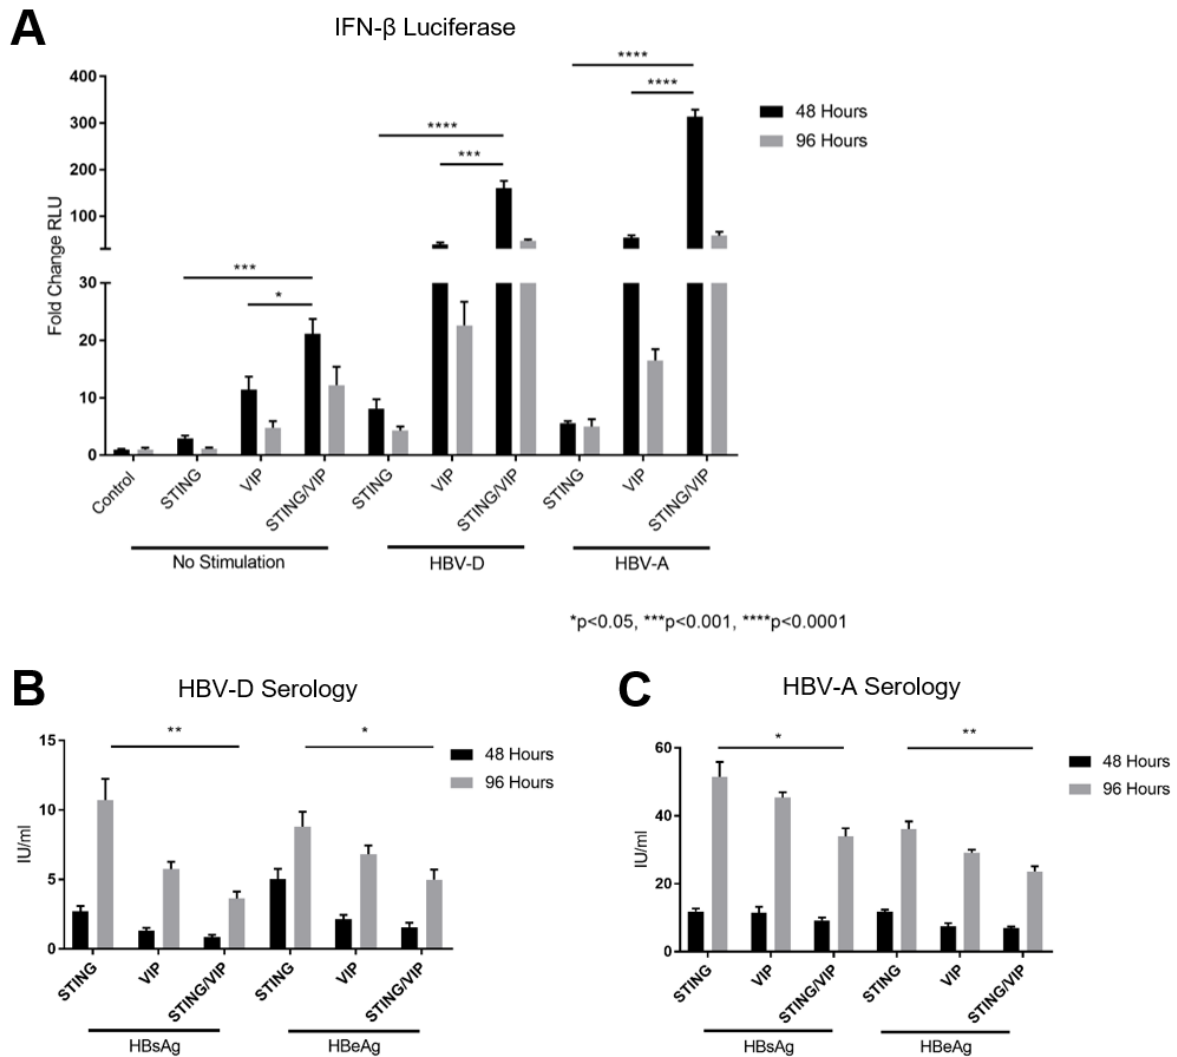 A
IFN-β Luciferase
****
****
48 Hours
96 Hours
****
***
***
*
Fold Change RLU
400
300
200
100
30
20
10
0
Control
STING
VIP
STING/VIP
STING
VIP
STING/VIP
STING
VIP
STING/VIP
No Stimulation
HBV-D
HBV-A
*p<0.05, ***p<0.001, ****p<0.0001
B
HBV-D Serology
**
*
48 Hours
96 Hours
IU/ml
15
10
5
0
STING
VIP
STING/VIP
STING
VIP
STING/VIP
HBsAg
HBeAg
C
HBV-A Serology
*
**
48 Hours
96 Hours
IU/ml
60
40
20
0
STING
VIP
STING/VIP
STING
VIP
STING/VIP
HBsAg
HBeAg